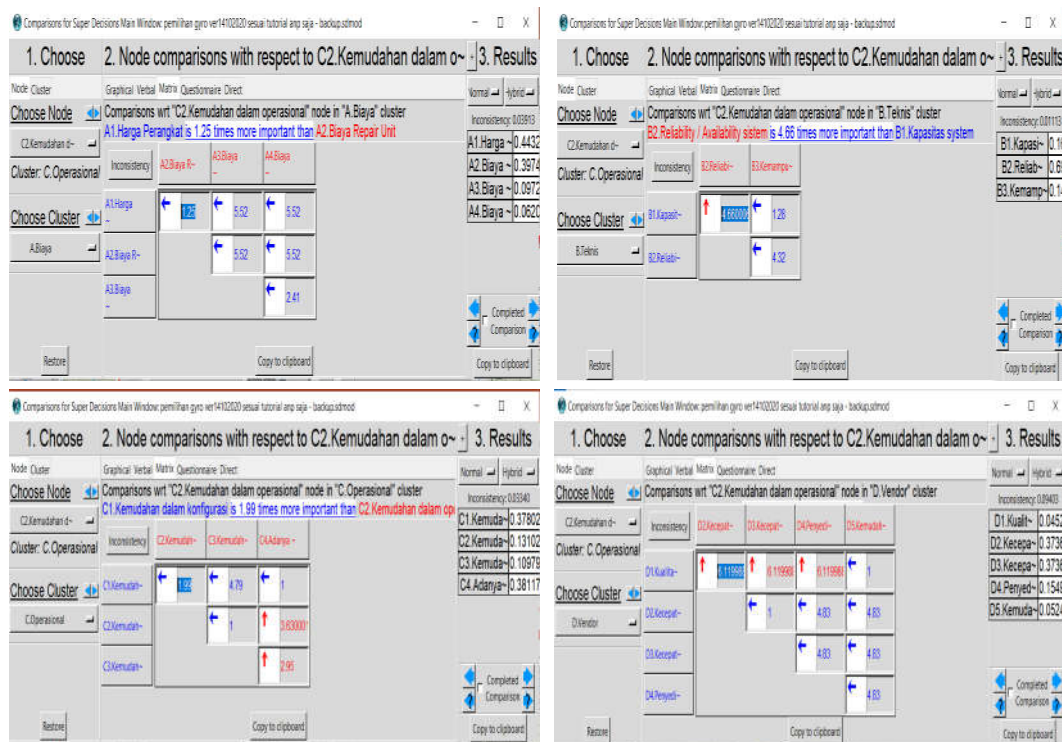 Comparisons for Super Decisions Main Window: pemilihan gyro ver14102020 sesuai tutorial anp saja - backup.sdmod
1. Choose
2. Node comparisons with respect to C2.Kemudahan dalam o~
3. Results
Node Cluster
Graphical Verbal Matrix Questionnaire Direct
Normal Hybrid
Choose Node
Comparisons wrt "C2.Kemudahan dalam operasional" node in "A.Biaya" cluster
A1.Harga Perangkat is 1.25 times more important than A2.Biaya Repair Unit
Inconsistency: 0.03913
C2.Kemudahan d~
Cluster: C.Operasional
Inconsistency A2.Biaya R~ A3.Biaya ~ A4.Biaya ~
A1.Harga ~ 0.4432
A2.Biaya ~ 0.3974
A3.Biaya ~ 0.0972
A4.Biaya ~ 0.0620
Choose Cluster
A.Biaya
A1.Harga ~ 1.25 5.52 5.52
A2.Biaya R~ 5.52 5.52
A3.Biaya ~ 2.41
Completed Comparison
Restore
Copy to clipboard
Copy to clipboard
Comparisons for Super Decisions Main Window: pemilihan gyro ver14102020 sesuai tutorial anp saja - backup.sdmod
1. Choose
2. Node comparisons with respect to C2.Kemudahan dalam o~
3. Results
Node Cluster
Graphical Verbal Matrix Questionnaire Direct
Normal Hybrid
Choose Node
Comparisons wrt "C2.Kemudahan dalam operasional" node in "B.Teknis" cluster
B2.Reliability / Availability sistem is 4.66 times more important than B1.Kapasitas system
Inconsistency: 0.01113
C2.Kemudahan d~
Cluster: C.Operasional
Inconsistency B2.Reliabi~ B3.Kemampu~
B1.Kapasi~
B2.Reliab~
B3.Kemamp~
Choose Cluster
B.Teknis
B1.Kapasit~ 1.28
B2.Reliabi~ 4.32
Completed Comparison
Restore
Copy to clipboard
Copy to clipboard
Comparisons for Super Decisions Main Window: pemilihan gyro ver14102020 sesuai tutorial anp saja - backup.sdmod
1. Choose
2. Node comparisons with respect to C2.Kemudahan dalam o~
3. Results
Node Cluster
Graphical Verbal Matrix Questionnaire Direct
Normal Hybrid
Choose Node
Comparisons wrt "C2.Kemudahan dalam operasional" node in "C.Operasional" cluster
C1.Kemudahan dalam konfigurasi is 1.99 times more important than C2.Kemudahan dalam ope
Inconsistency: 0.03340
C2.Kemudahan d~
Cluster: C.Operasional
Inconsistency C2.Kemudah~ C3.Kemudah~ C4.Adanya ~
C1.Kemuda~ 0.37802
C2.Kemuda~ 0.13102
C3.Kemuda~ 0.10979
C4.Adanya~ 0.38117
Choose Cluster
C.Operasional
C1.Kemudah~ 1.99 4.79 1
C2.Kemudah~ 1
C3.Kemudah~ 2.95
Completed Comparison
Restore
Copy to clipboard
Copy to clipboard
Comparisons for Super Decisions Main Window: pemilihan gyro ver14102020 sesuai tutorial anp saja - backup.sdmod
1. Choose
2. Node comparisons with respect to C2.Kemudahan dalam o~
3. Results
Node Cluster
Graphical Verbal Matrix Questionnaire Direct
Normal Hybrid
Choose Node
Comparisons wrt "C2.Kemudahan dalam operasional" node in "D.Vendor" cluster
Inconsistency: 0.09403
C2.Kemudahan d~
Cluster: C.Operasional
Inconsistency D2.Kecepat~ D3.Kecepat~ D4.Penyedi~ D5.Kemudah~
D1.Kualit~ 0.0452
D2.Kecepa~ 0.3736
D3.Kecepa~ 0.3736
D4.Penyed~ 0.1548
D5.Kemuda~ 0.0524
Choose Cluster
D.Vendor
D1.Kualita~ 1
D2.Kecepat~ 1 4.83 4.83
D3.Kecepat~ 4.83 4.83
D4.Penyedi~ 4.83
Completed Comparison
Restore
Copy to clipboard
Copy to clipboard